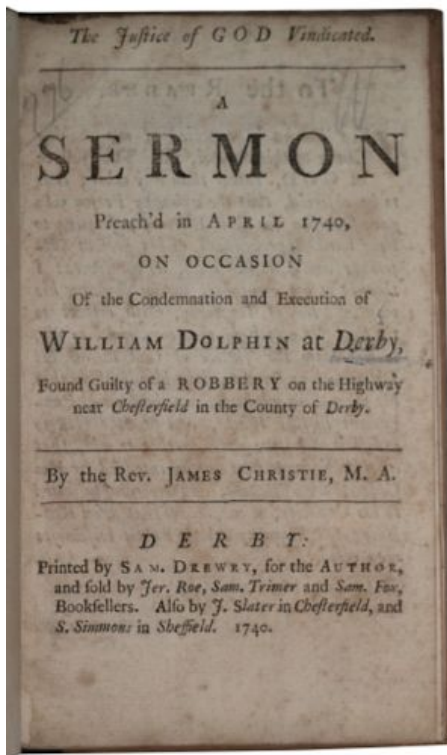 The Juſtice of GOD Vindicated.
A
SERMON
Preach'd in APRIL 1740,
ON OCCASION
Of the Condemnation and Execution of
WILLIAM DOLPHIN at Derby,
Found Guilty of a ROBBERY on the Highway
near Cheſterfield in the County of Derby.
By the Rev. JAMES CHRISTIE, M. A.
DERBY:
Printed by SAM. DREWRY, for the AUTHOR,
and ſold by Jer. Roe, Sam. Trimer and Sam. Fox,
Bookſellers. Alſo by J. Slater in Cheſterfield, and
S. Simmons in Sheffield. 1740.